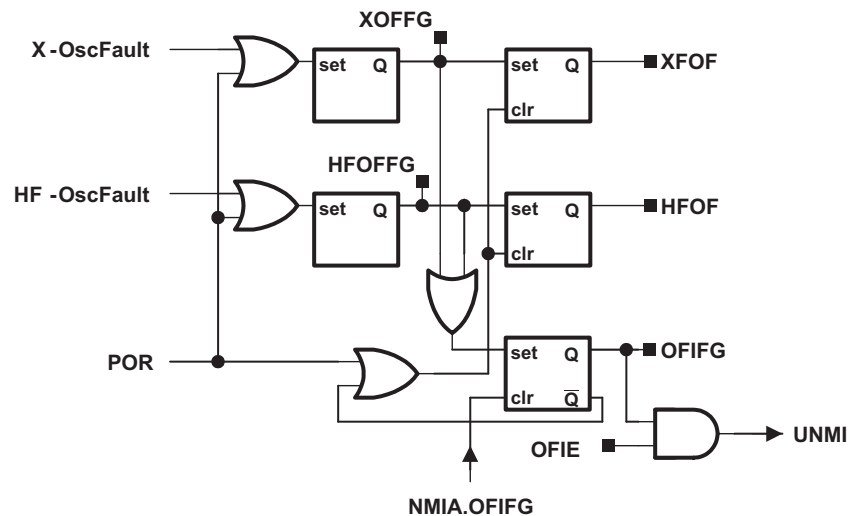 XOFFG
X -OscFault
set Q
set Q
XFOF
clr
HFOFFG
HF -OscFault
set Q
set Q
HFOF
clr
POR
set Q
OFIFG
clr Q̅
OFIE
UNMI
NMIA.OFIFG